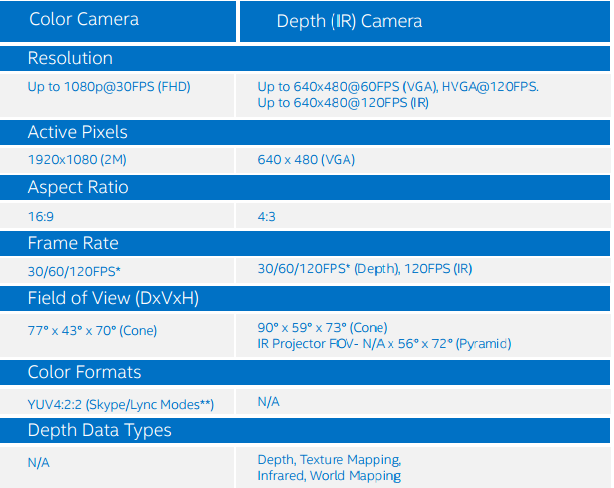 Color Camera
Depth (IR) Camera
Resolution
Up to 1080p@30FPS (FHD)
Up to 640x480@60FPS (VGA), HVGA@120FPS.
Up to 640x480@120FPS (IR)
Active Pixels
1920x1080 (2M)
640 x 480 (VGA)
Aspect Ratio
16:9
4:3
Frame Rate
30/60/120FPS*
30/60/120FPS* (Depth), 120FPS (IR)
Field of View (DxVxH)
77° x 43° x 70° (Cone)
90° x 59° x 73° (Cone)
IR Projector FOV- N/A x 56° x 72° (Pyramid)
Color Formats
YUV4:2:2 (Skype/Lync Modes**)
N/A
Depth Data Types
N/A
Depth, Texture Mapping,
Infrared, World Mapping